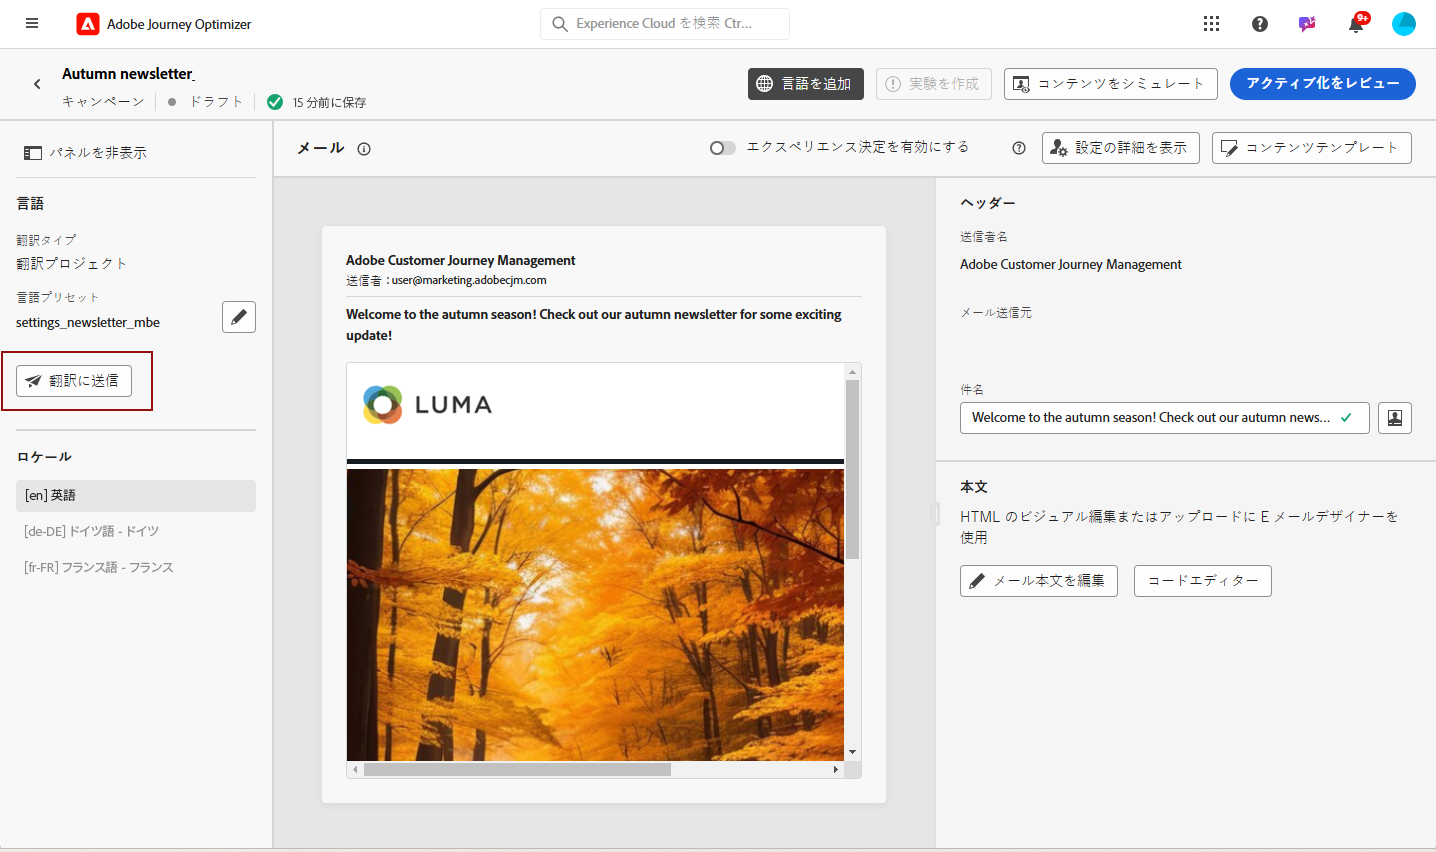 Adobe Journey Optimizer
Experience Cloud を検索 Ctr...
9+
Autumn newsletter_
キャンペーン
ドラフト
15 分前に保存
言語を追加
実験を作成
コンテンツをシミュレート
アクティブ化をレビュー
パネルを非表示
メール
エクスペリエンス決定を有効にする
設定の詳細を表示
コンテンツテンプレート
言語
翻訳タイプ
翻訳プロジェクト
言語プリセット
settings_newsletter_mbe
翻訳に送信
ロケール
[en] 英語
[de-DE] ドイツ語 - ドイツ
[fr-FR] フランス語 - フランス
Adobe Customer Journey Management
送信者 : user@marketing.adobecjm.com
Welcome to the autumn season! Check out our autumn newsletter for some exciting
update!
LUMA
ヘッダー
送信者名
Adobe Customer Journey Management
メール送信元
件名
Welcome to the autumn season! Check out our autumn news...
本文
HTML のビジュアル編集またはアップロードに E メールデザイナーを
使用
メール本文を編集
コードエディター